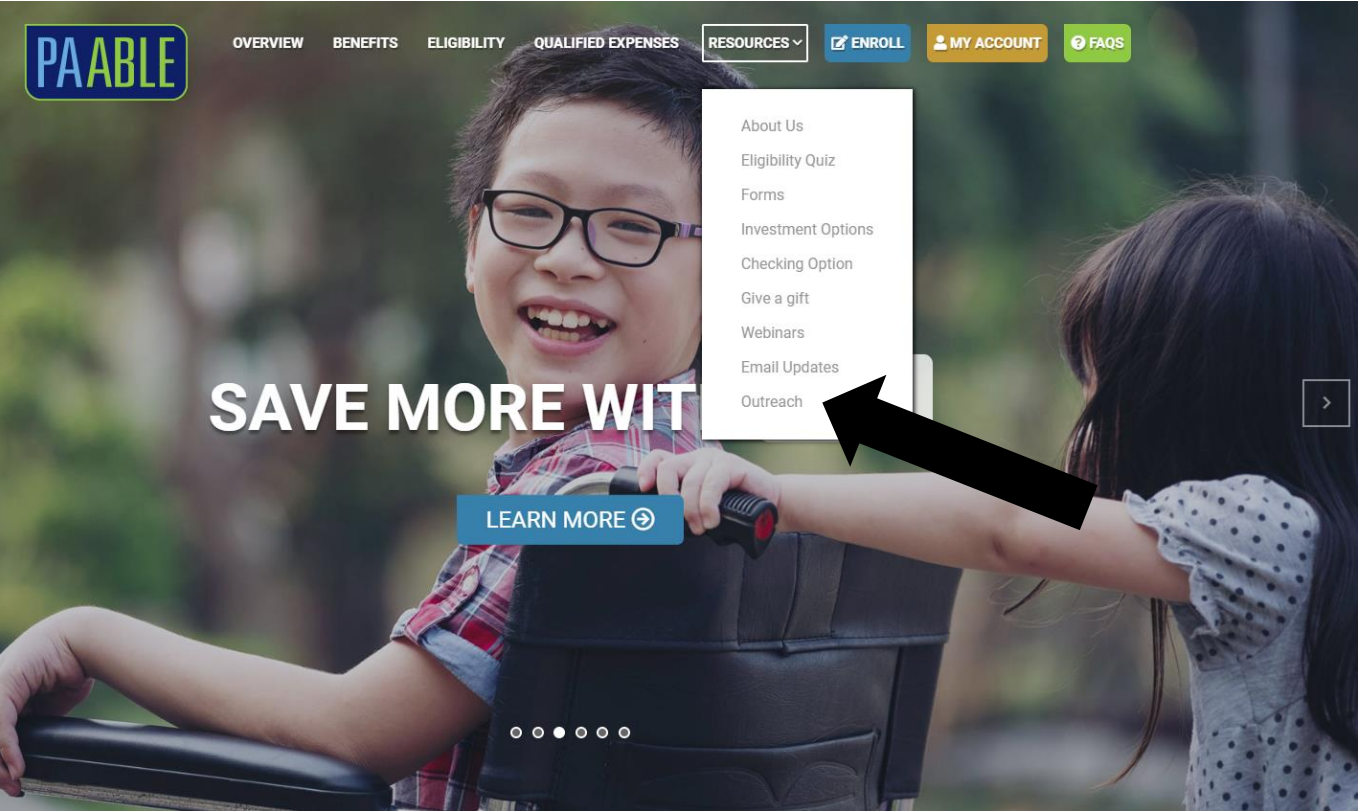 PA ABLE
OVERVIEW BENEFITS ELIGIBILITY QUALIFIED EXPENSES RESOURCES ENROLL MY ACCOUNT FAQS
About Us
Eligibility Quiz
Forms
Investment Options
Checking Option
Give a gift
Webinars
Email Updates
Outreach
SAVE MORE
LEARN MORE